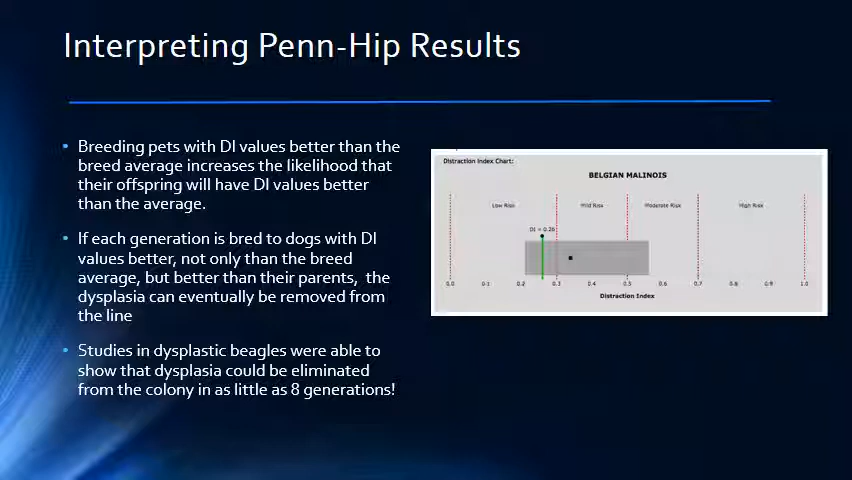 Interpreting Penn-Hip Results
• Breeding pets with DI values better than the
breed average increases the likelihood that
their offspring will have DI values better
than the average.
• If each generation is bred to dogs with DI
values better, not only than the breed
average, but better than their parents, the
dysplasia can eventually be removed from
the line
• Studies in dysplastic beagles were able to
show that dysplasia could be eliminated
from the colony in as little as 8 generations!
Distraction Index Chart:
BELGIAN MALINOIS
Low Risk Mild Risk Moderate Risk High Risk
DI = 0.26
0.0 0.1 0.2 0.3 0.4 0.5 0.6 0.7 0.8 0.9 1.0
Distraction Index